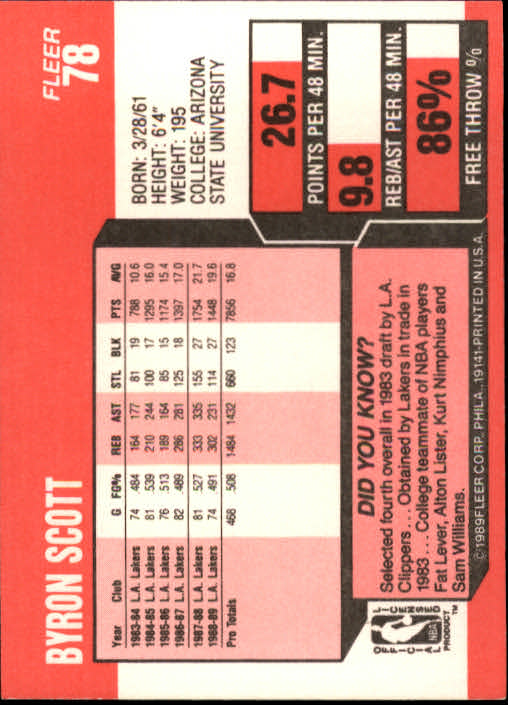 FLEER
78
BYRON SCOTT
BORN: 3/28/61
HEIGHT: 6'4"
WEIGHT: 195
COLLEGE: ARIZONA
STATE UNIVERSITY
Year Club G FG% REB AST STL BLK PTS AVG
1983-84 L.A. Lakers 74 .484 164 177 81 19 788 10.6
1984-85 L.A. Lakers 81 .539 210 244 100 17 1295 16.0
1985-86 L.A. Lakers 76 .513 189 164 85 15 1174 15.4
1986-87 L.A. Lakers 82 .489 286 281 125 18 1397 17.0
1987-88 L.A. Lakers 81 .527 333 335 155 27 1754 21.7
1988-89 L.A. Lakers 74 .491 302 231 114 27 1448 19.6
Pro Totals 468 .508 1484 1432 660 123 7856 16.8
26.7
POINTS PER 48 MIN.
9.8
REB/AST PER 48 MIN.
86%
FREE THROW %
DID YOU KNOW?
Selected fourth overall in 1983 draft by L.A.
Clippers...Obtained by Lakers in trade in
1983...College teammate of NBA players
Fat Lever, Alton Lister, Kurt Nimphius and
Sam Williams.
OFFICIAL
LICENSED
NBA
PRODUCT™
©1989 FLEER CORP., PHILA., 19141-PRINTED IN U.S.A.